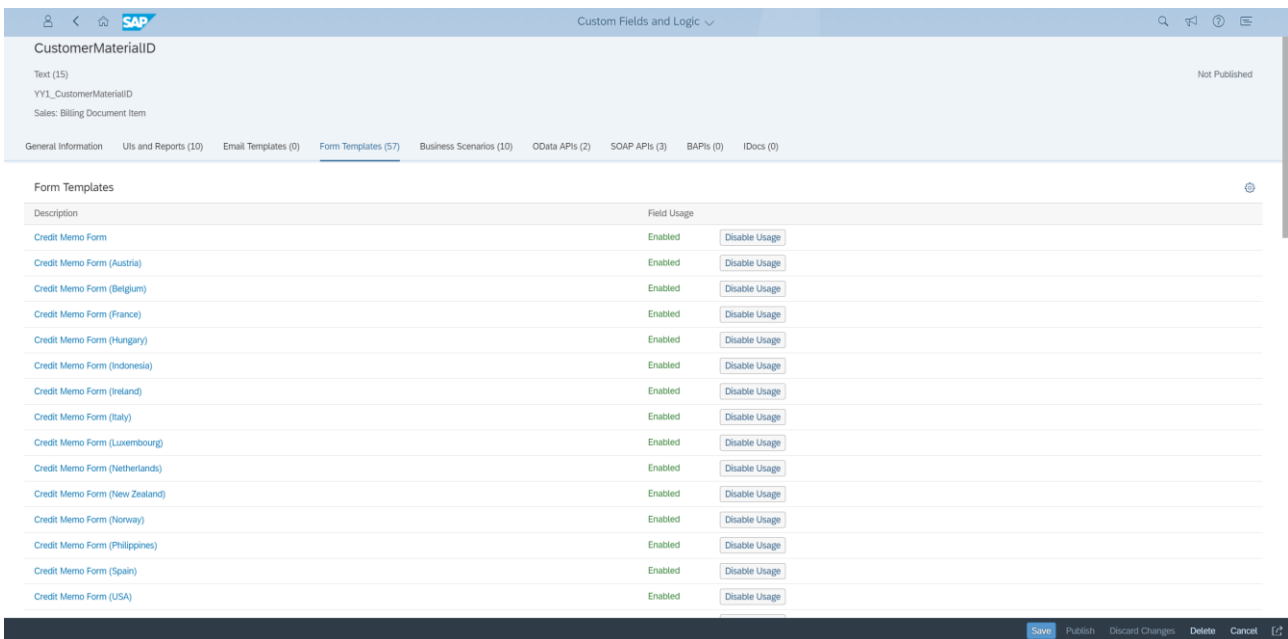 SAP Custom Fields and Logic
CustomerMaterialID
Text (15) Not Published
YY1_CustomerMaterialID
Sales: Billing Document Item
General Information UIs and Reports (10) Email Templates (0) Form Templates (57) Business Scenarios (10) OData APIs (2) SOAP APIs (3) BAPIs (0) IDocs (0)
Form Templates
Description Field Usage
Credit Memo Form Enabled Disable Usage
Credit Memo Form (Austria) Enabled Disable Usage
Credit Memo Form (Belgium) Enabled Disable Usage
Credit Memo Form (France) Enabled Disable Usage
Credit Memo Form (Hungary) Enabled Disable Usage
Credit Memo Form (Indonesia) Enabled Disable Usage
Credit Memo Form (Ireland) Enabled Disable Usage
Credit Memo Form (Italy) Enabled Disable Usage
Credit Memo Form (Luxembourg) Enabled Disable Usage
Credit Memo Form (Netherlands) Enabled Disable Usage
Credit Memo Form (New Zealand) Enabled Disable Usage
Credit Memo Form (Norway) Enabled Disable Usage
Credit Memo Form (Philippines) Enabled Disable Usage
Credit Memo Form (Spain) Enabled Disable Usage
Credit Memo Form (USA) Enabled Disable Usage
Save Publish Discard Changes Delete Cancel